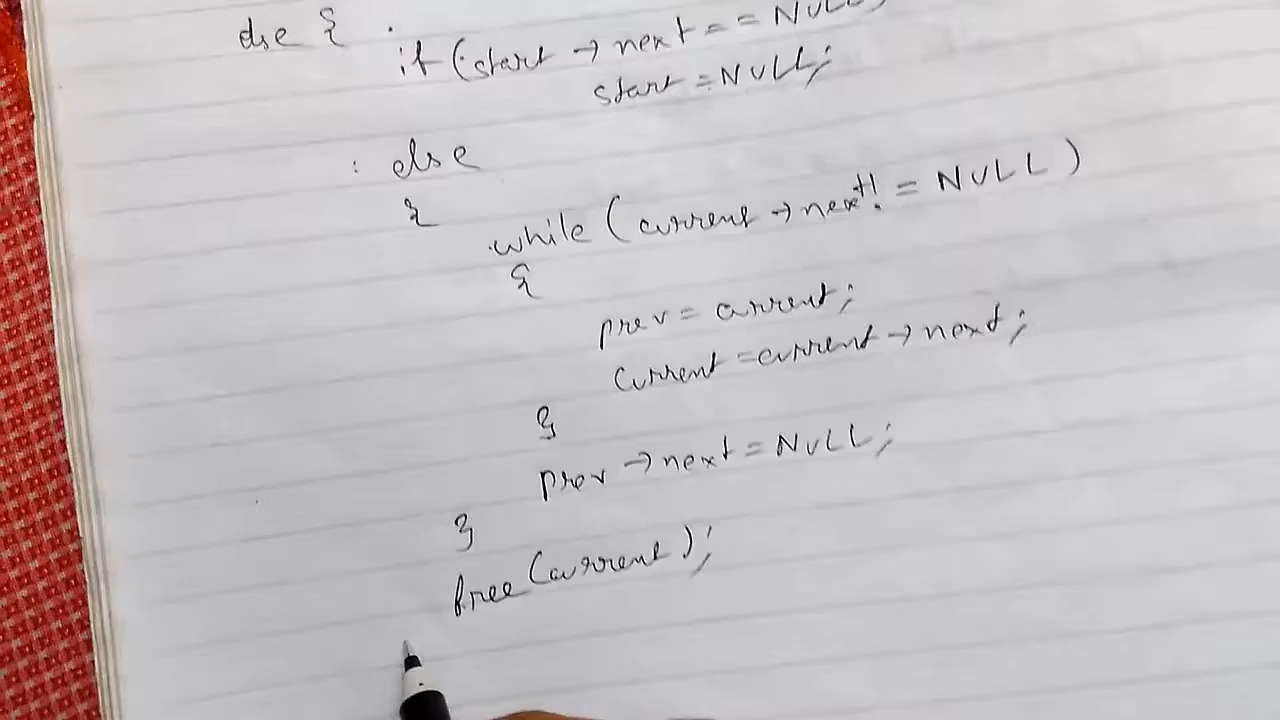 else {
if (start → next == NULL)
start = NULL;
else
{
while (current → next != NULL)
{
prev = current;
current = current → next;
}
prev → next = NULL;
}
free (current);